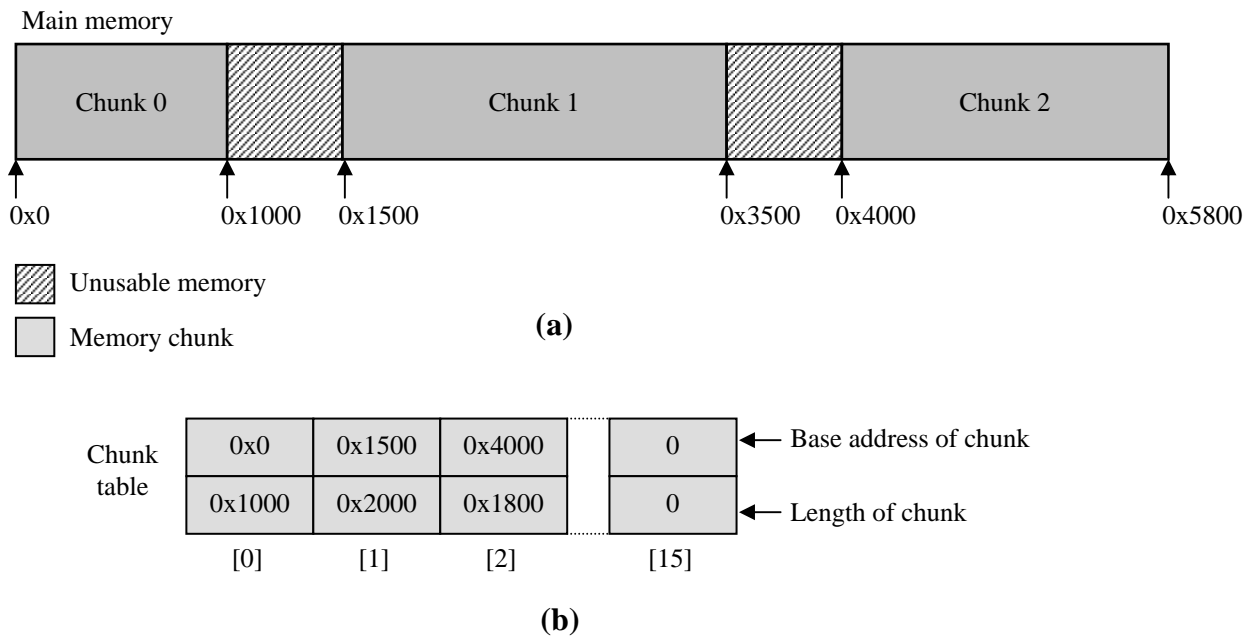 Main memory
Chunk 0 Chunk 1 Chunk 2
0x0 0x1000 0x1500 0x3500 0x4000 0x5800
Unusable memory
Memory chunk
(a)
Chunk
table
0x0 0x1500 0x4000 0 Base address of chunk
0x1000 0x2000 0x1800 0 Length of chunk
[0] [1] [2] [15]
(b)